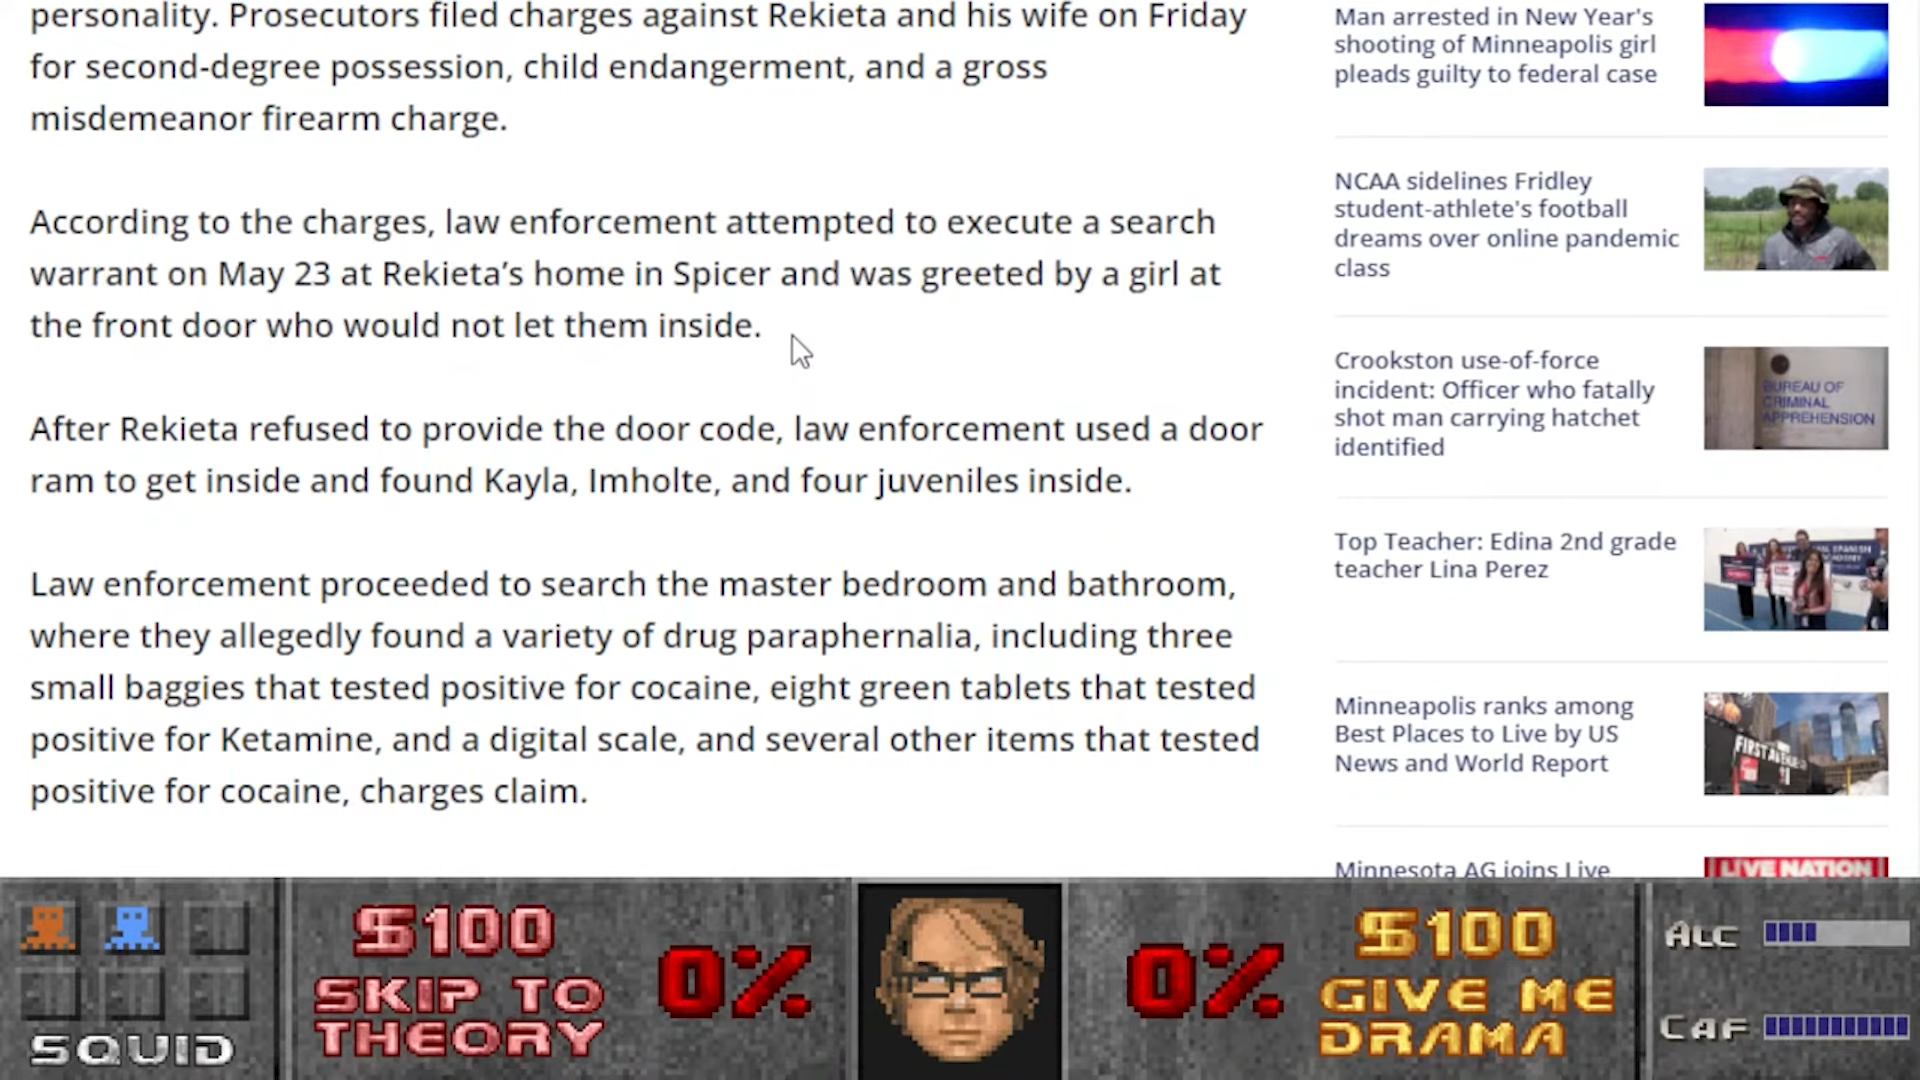 personality. Prosecutors filed charges against Rekieta and his wife on Friday
for second-degree possession, child endangerment, and a gross
misdemeanor firearm charge.
According to the charges, law enforcement attempted to execute a search
warrant on May 23 at Rekieta’s home in Spicer and was greeted by a girl at
the front door who would not let them inside.
After Rekieta refused to provide the door code, law enforcement used a door
ram to get inside and found Kayla, Imholte, and four juveniles inside.
Law enforcement proceeded to search the master bedroom and bathroom,
where they allegedly found a variety of drug paraphernalia, including three
small baggies that tested positive for cocaine, eight green tablets that tested
positive for Ketamine, and a digital scale, and several other items that tested
positive for cocaine, charges claim.
Man arrested in New Year's
shooting of Minneapolis girl
pleads guilty to federal case
NCAA sidelines Fridley
student-athlete's football
dreams over online pandemic
class
Crookston use-of-force
incident: Officer who fatally
shot man carrying hatchet
identified
BUREAU OF
CRIMINAL
APPREHENSION
Top Teacher: Edina 2nd grade
teacher Lina Perez
Minneapolis ranks among
Best Places to Live by US
News and World Report
FIRST AVENUE
Minnesota AG joins Live
LIVE NATION
SQUID
$100
SKIP TO
THEORY
0%
0%
$100
GIVE ME
DRAMA
ALC
CAF